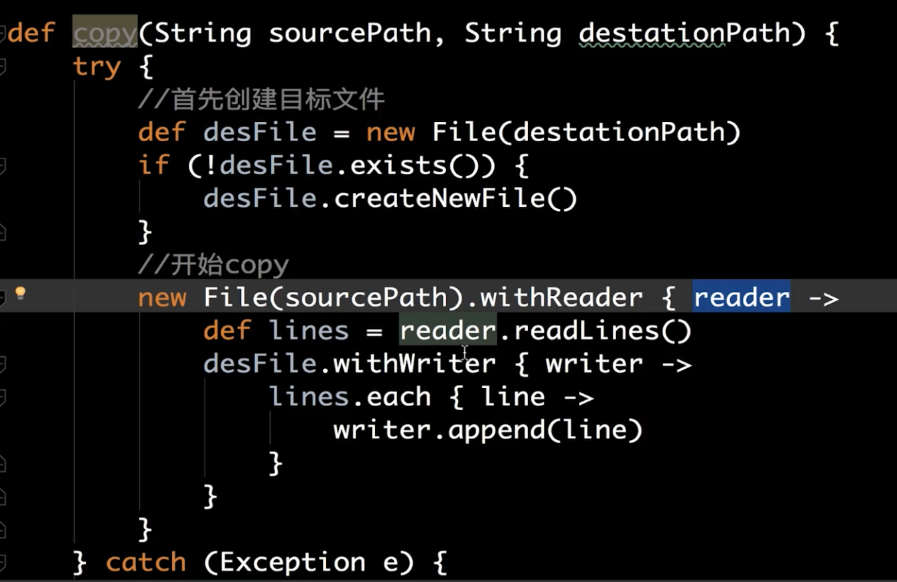 def copy(String sourcePath, String destationPath) {
try {
//首先创建目标文件
def desFile = new File(destationPath)
if (!desFile.exists()) {
desFile.createNewFile()
}
//开始copy
new File(sourcePath).withReader { reader ->
def lines = reader.readLines()
desFile.withWriter { writer ->
lines.each { line ->
writer.append(line)
}
}
}
} catch (Exception e) {